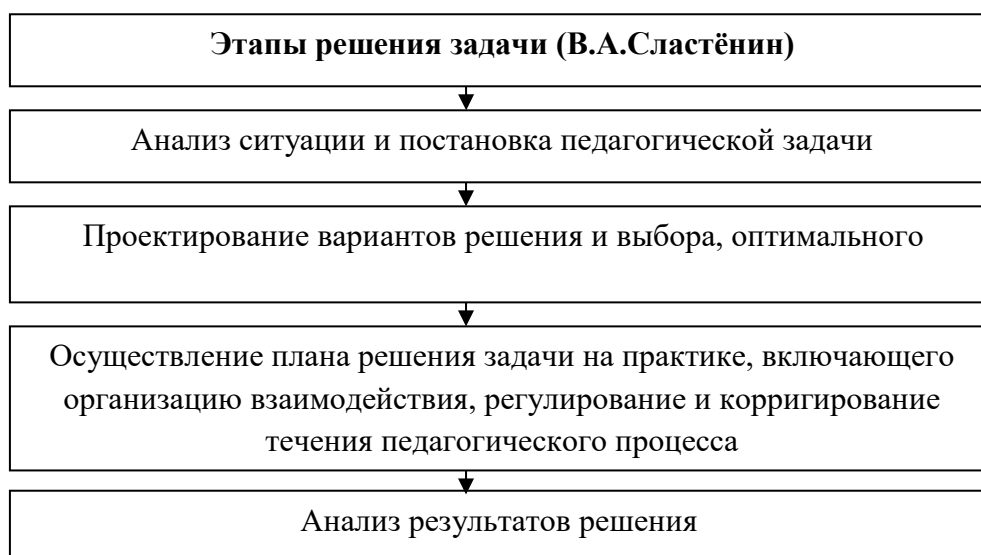 Этапы решения задачи (В.А.Сластёнин)
Анализ ситуации и постановка педагогической задачи
Проектирование вариантов решения и выбора, оптимального
Осуществление плана решения задачи на практике, включающего
организацию взаимодействия, регулирование и корригирование
течения педагогического процесса
Анализ результатов решения